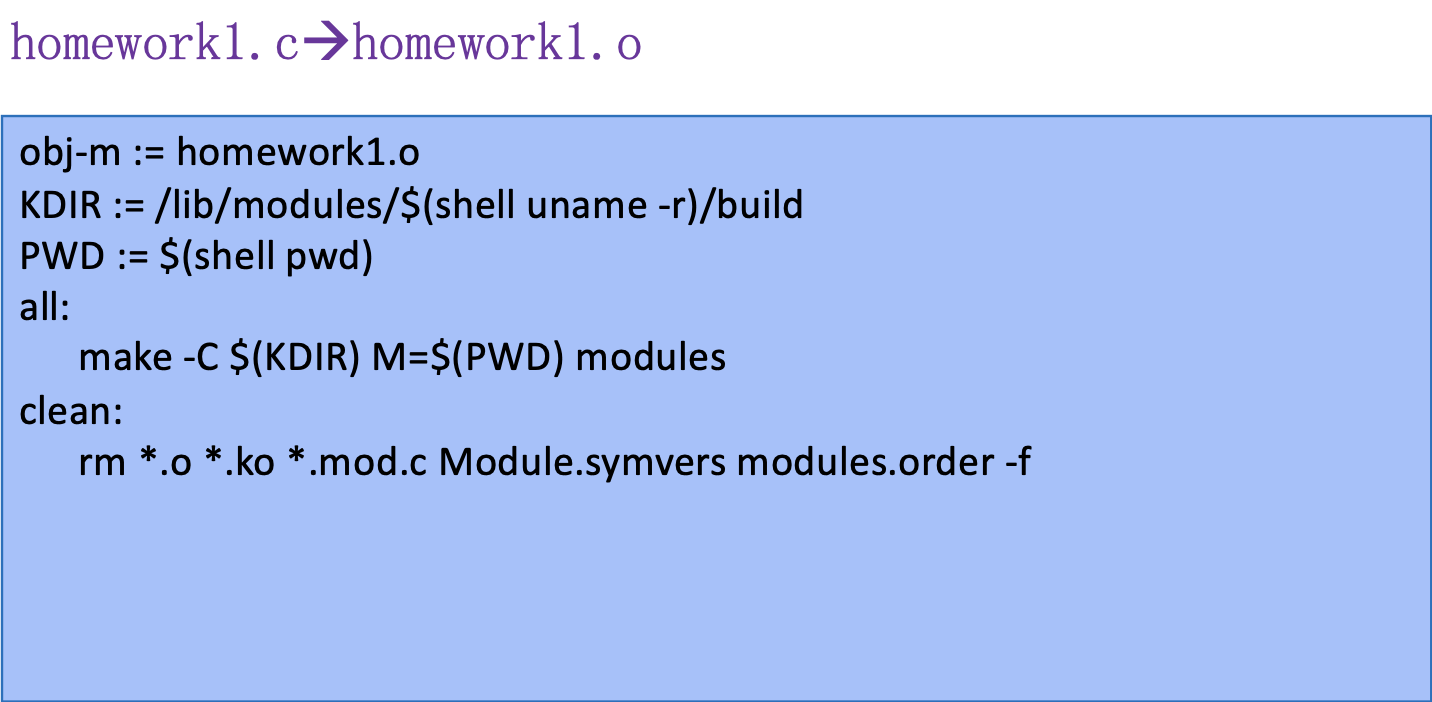 homework1.c→homework1.o
obj-m := homework1.o
KDIR := /lib/modules/$(shell uname -r)/build
PWD := $(shell pwd)
all:
make -C $(KDIR) M=$(PWD) modules
clean:
rm *.o *.ko *.mod.c Module.symvers modules.order -f